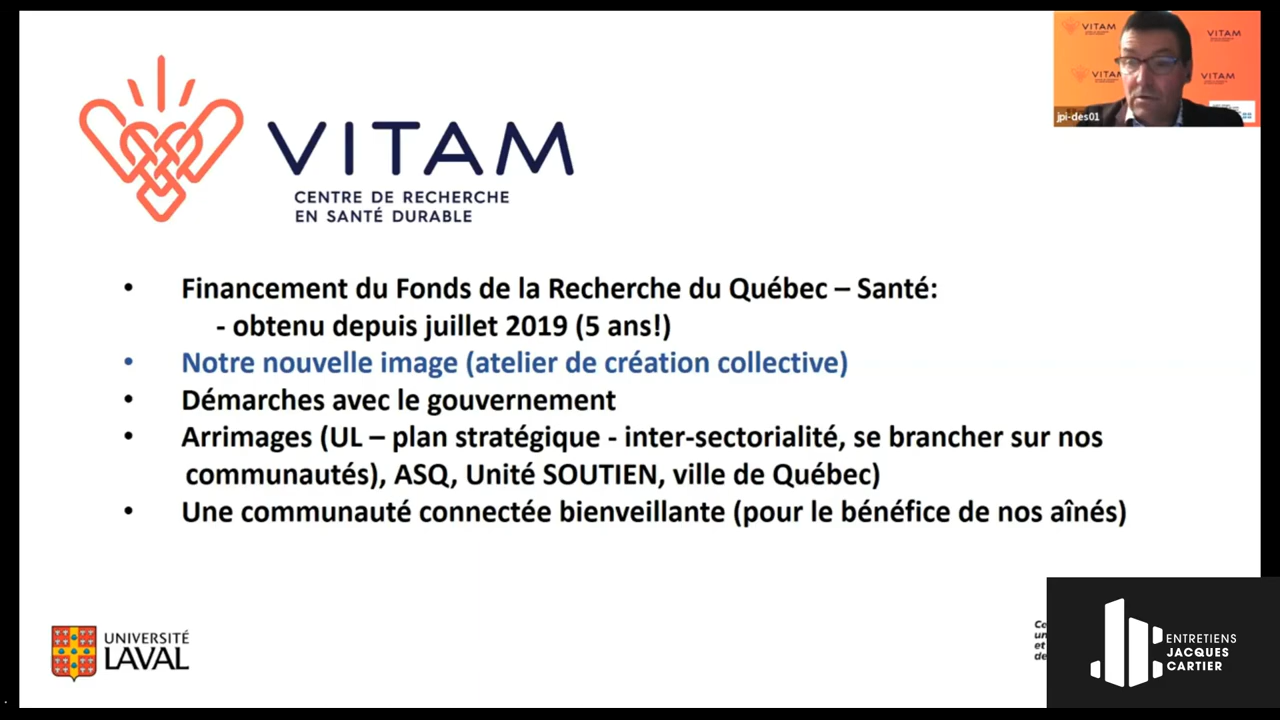 VITAM
VITAM
VITAM
VITAM
jpi-des01
VITAM
CENTRE DE RECHERCHE
EN SANTÉ DURABLE
• Financement du Fonds de la Recherche du Québec – Santé:
- obtenu depuis juillet 2019 (5 ans!)
• Notre nouvelle image (atelier de création collective)
• Démarches avec le gouvernement
• Arrimages (UL – plan stratégique - inter-sectorialité, se brancher sur nos
communautés), ASQ, Unité SOUTIEN, ville de Québec)
• Une communauté connectée bienveillante (pour le bénéfice de nos aînés)
UNIVERSITÉ
LAVAL
ENTRETIENS
JACQUES
CARTIER